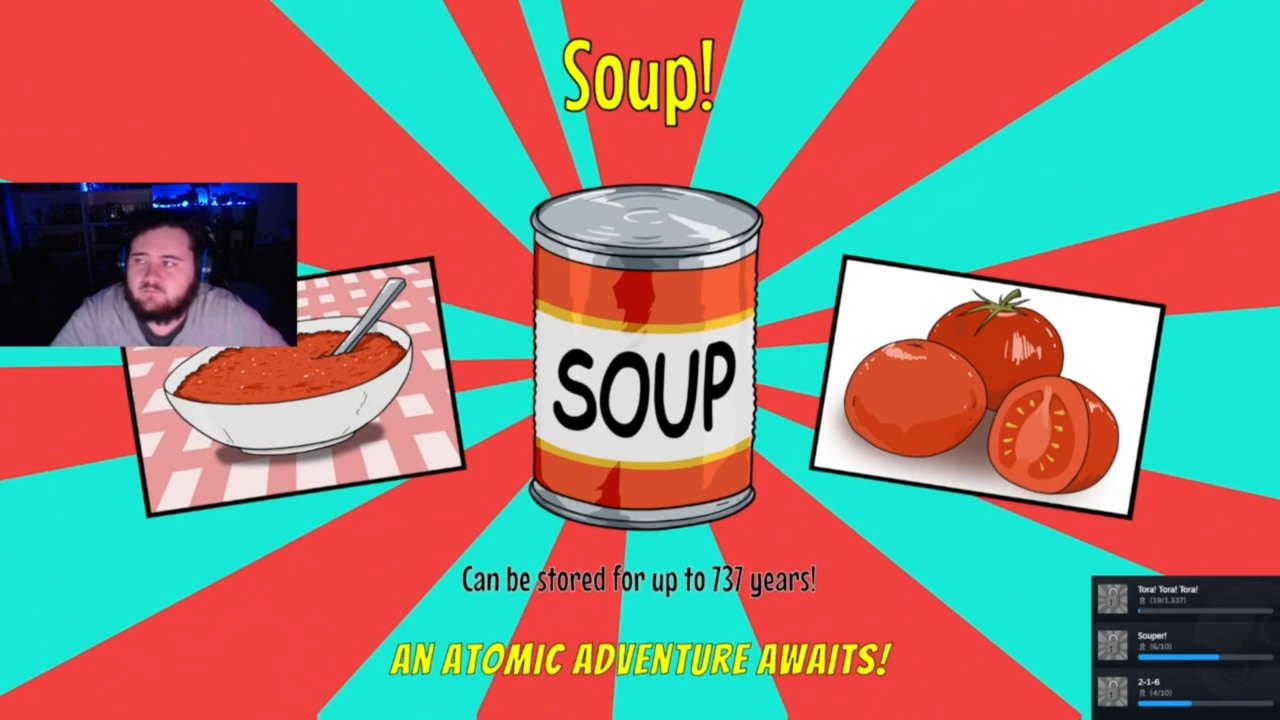 Soup!
SOUP
Can be stored for up to 737 years!
AN ATOMIC ADVENTURE AWAITS!
Tora! Tora! Tora!
(19/1,337)
Souper!
(6/10)
2-1-6
(4/10)